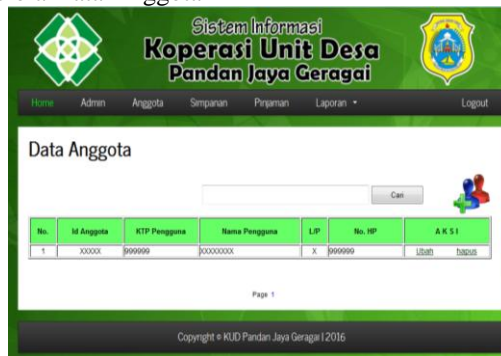 Sistem Informasi
Koperasi Unit Desa
Pandan Jaya Geragai
Home Admin Anggota Simpanan Pinjaman Laporan Logout
Data Anggota
Cari
No. Id Anggota KTP Pengguna Nama Pengguna L/P No. HP A K S I
1 XXXXX 999999 XXXXXXXX X 999999 Ubah hapus
Page 1
Copyright © KUD Pandan Jaya Geragai | 2016